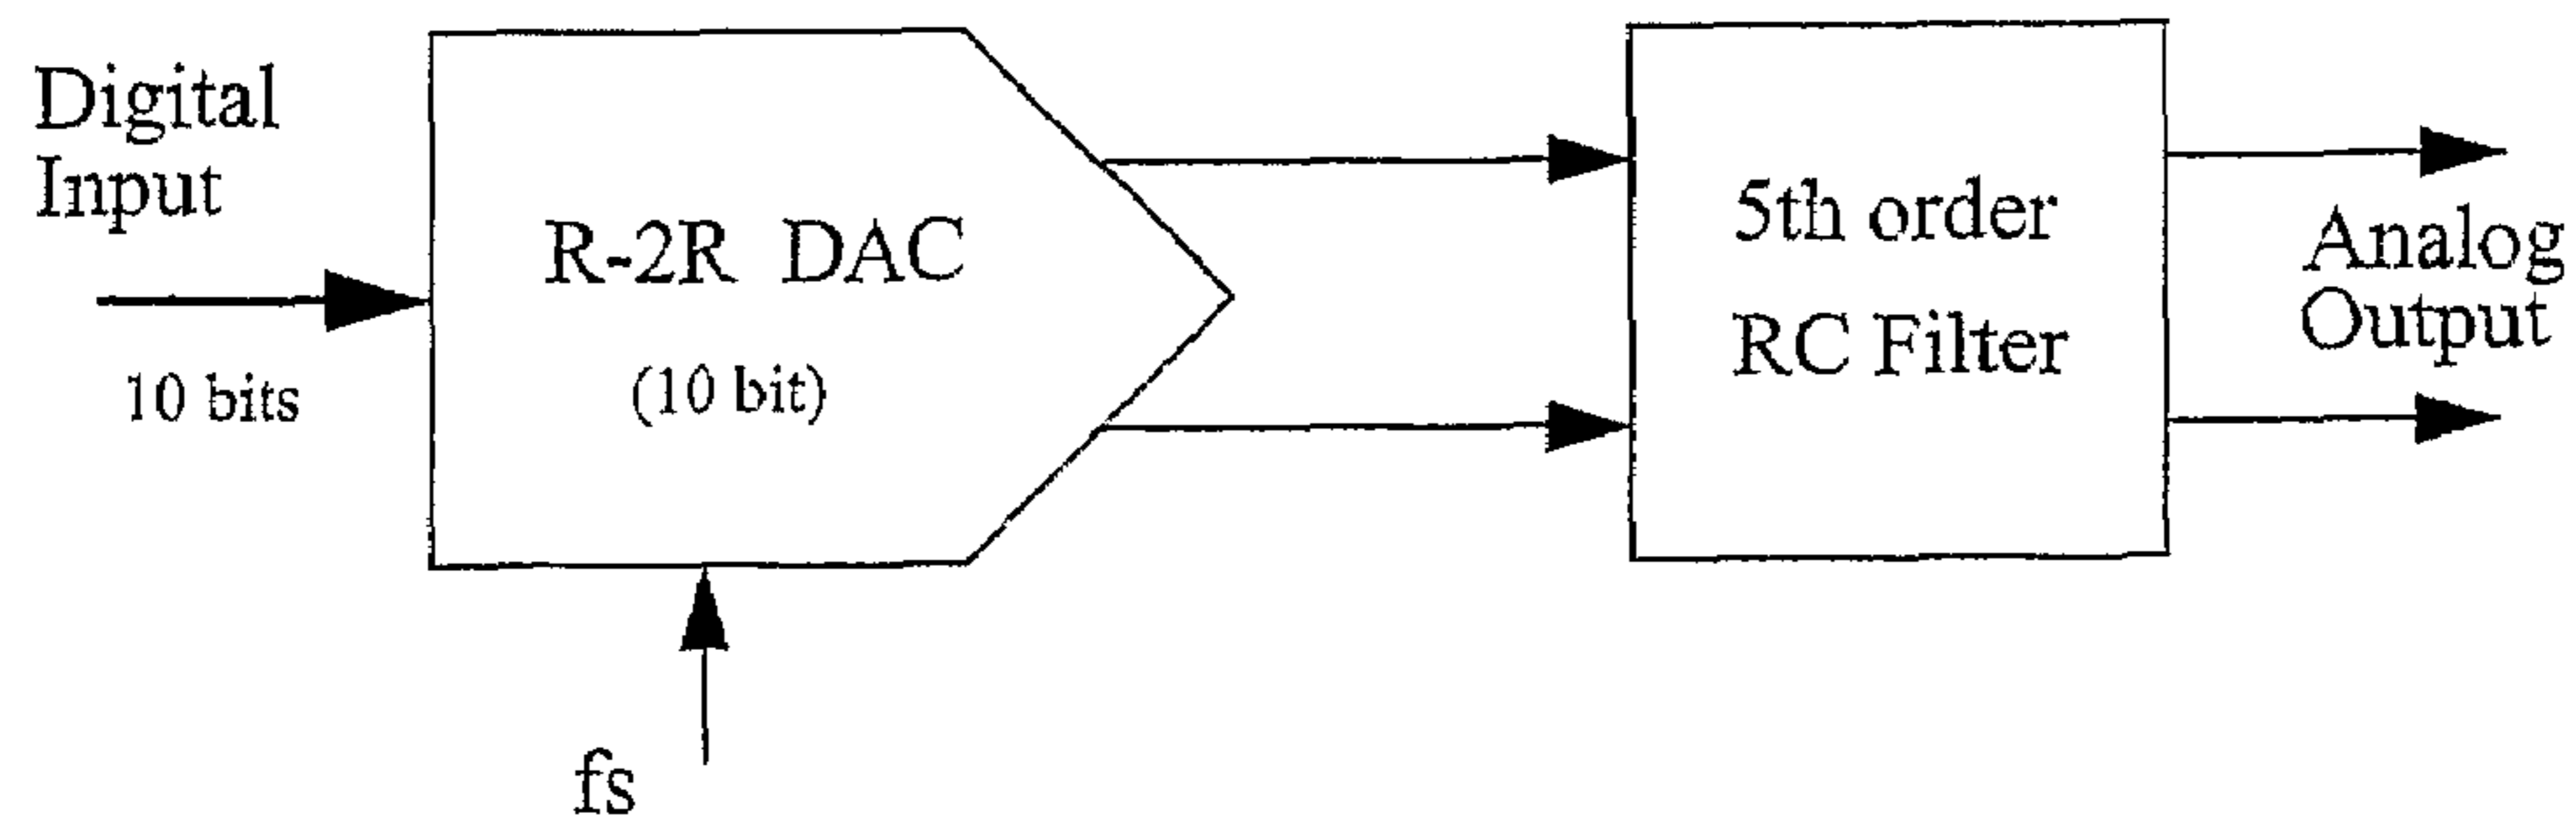 Digital
Input
10 bits
R-2R DAC
(10 bit)
fs
5th order
RC Filter
Analog
Output